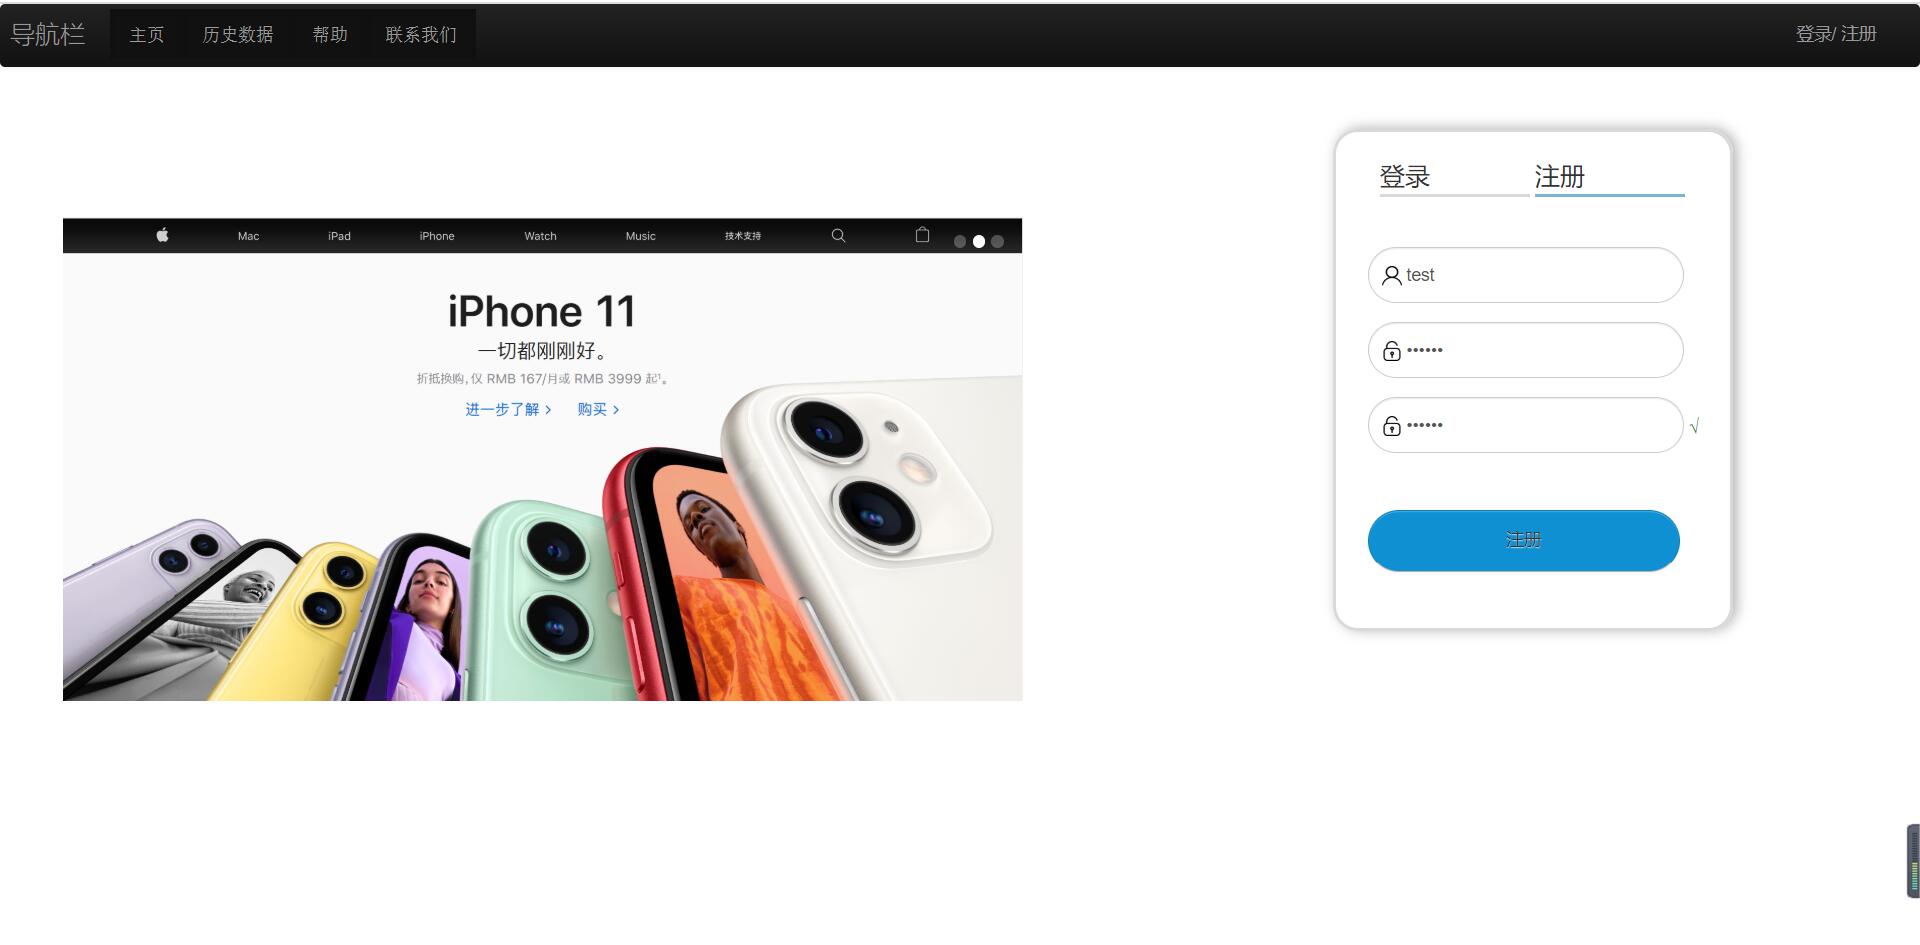 导航栏 主页 历史数据 帮助 联系我们 登录/ 注册
登录 注册
Mac iPad iPhone Watch Music 技术支持
iPhone 11
一切都刚刚好。
折抵换购,仅 RMB 167/月或 RMB 3999 起¹。
进一步了解 > 购买 >
test
••••••
•••••• √
注册